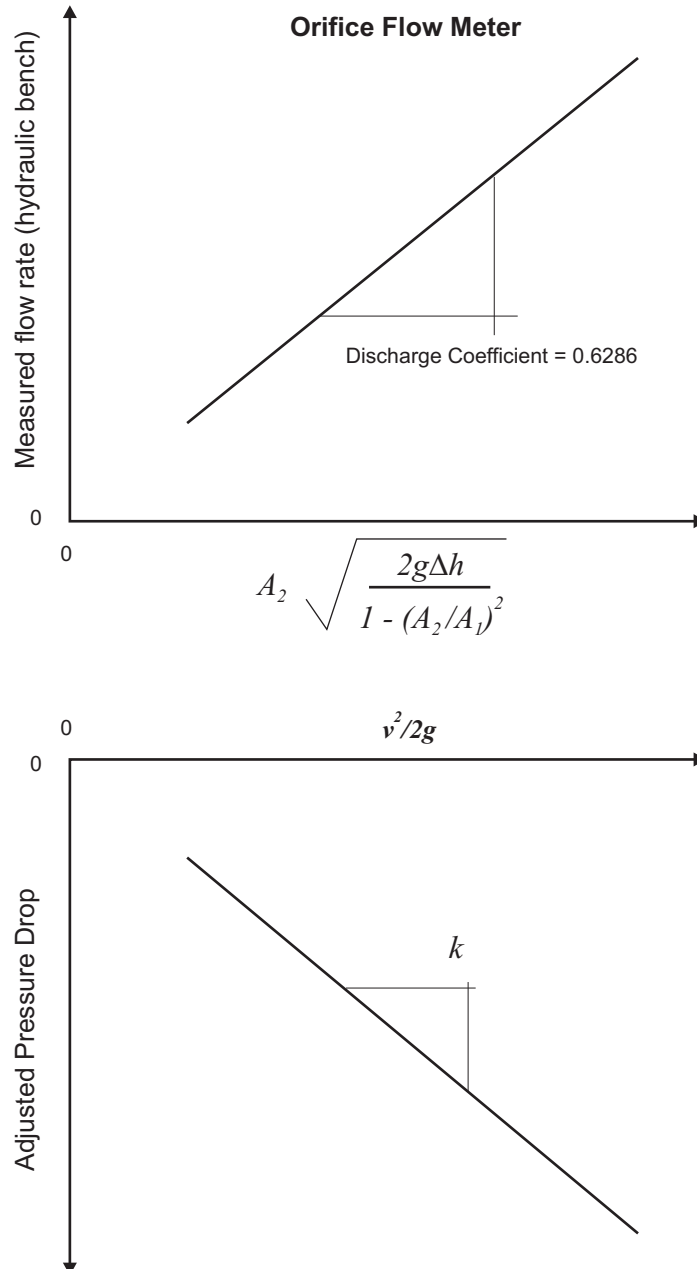 Orifice Flow Meter
Measured flow rate (hydraulic bench)
Discharge Coefficient = 0.6286
0
0
A₂ √ 2gΔh
1 - (A₂/A₁)²
0
v²/2g
0
Adjusted Pressure Drop
k